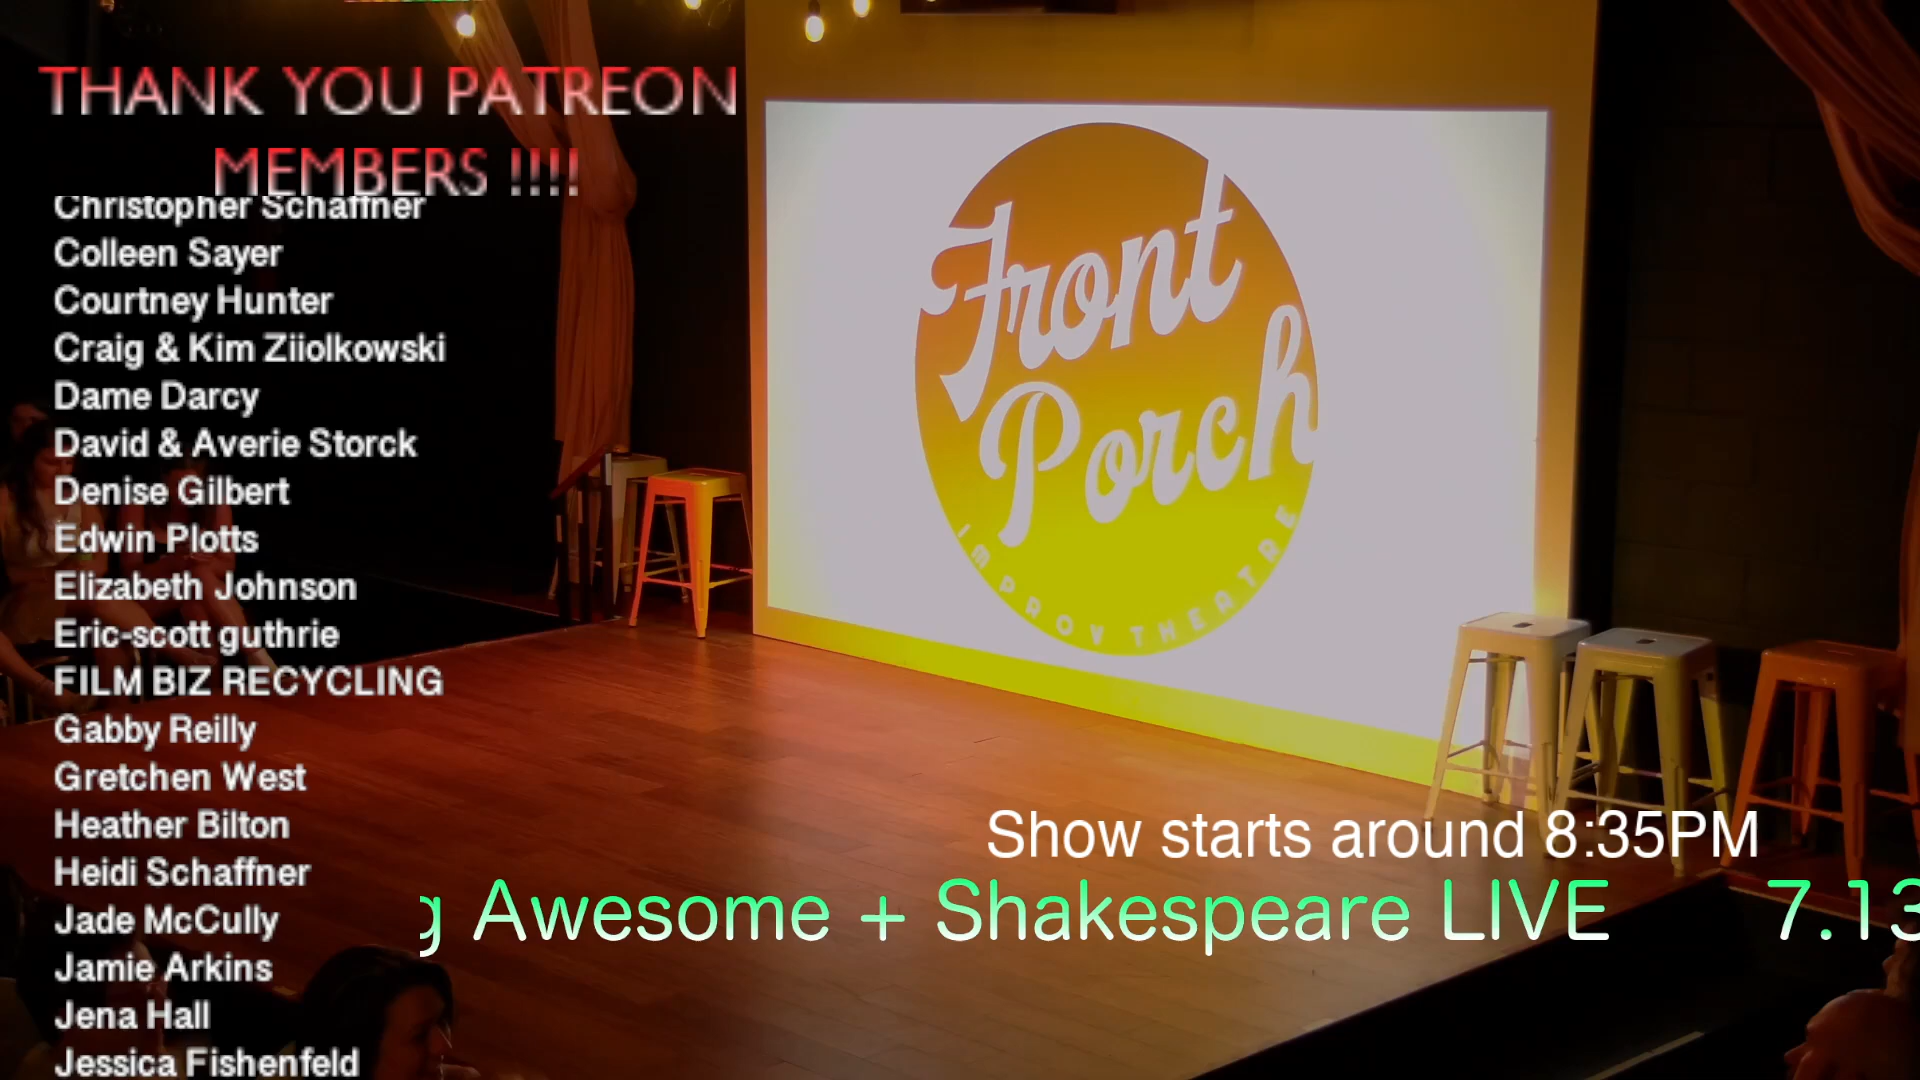 THANK YOU PATREON
MEMBERS !!!!
Christopher Schaffner
Colleen Sayer
Courtney Hunter
Craig & Kim Ziiolkowski
Dame Darcy
David & Averie Storck
Denise Gilbert
Edwin Plotts
Elizabeth Johnson
Eric-scott guthrie
FILM BIZ RECYCLING
Gabby Reilly
Gretchen West
Heather Bilton
Heidi Schaffner
Jade McCully
Jamie Arkins
Jena Hall
Jessica Fishenfeld
Front
Porch
IMPROV THEATRE
Show starts around 8:35PM
g Awesome + Shakespeare LIVE 7.13